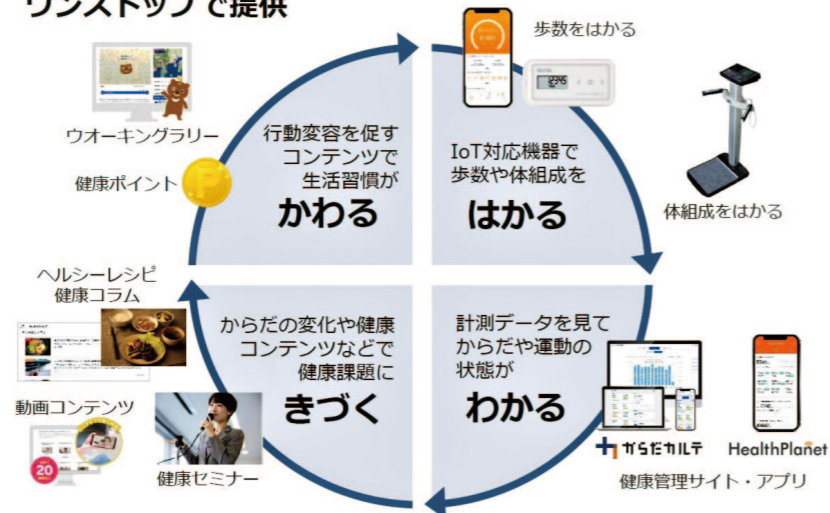 ワンストップで提供
歩数をはかる
ウオーキングラリー
健康ポイント
行動変容を促す
コンテンツで
生活習慣が
かわる
IoT対応機器で
歩数や体組成を
はかる
体組成をはかる
ヘルシーレシピ
健康コラム
動画コンテンツ
20
健康セミナー
からだの変化や健康
コンテンツなどで
健康課題に
きづく
計測データを見て
からだや運動の
状態が
わかる
からだカルテ
HealthPlanet
健康管理サイト・アプリ
12345
P